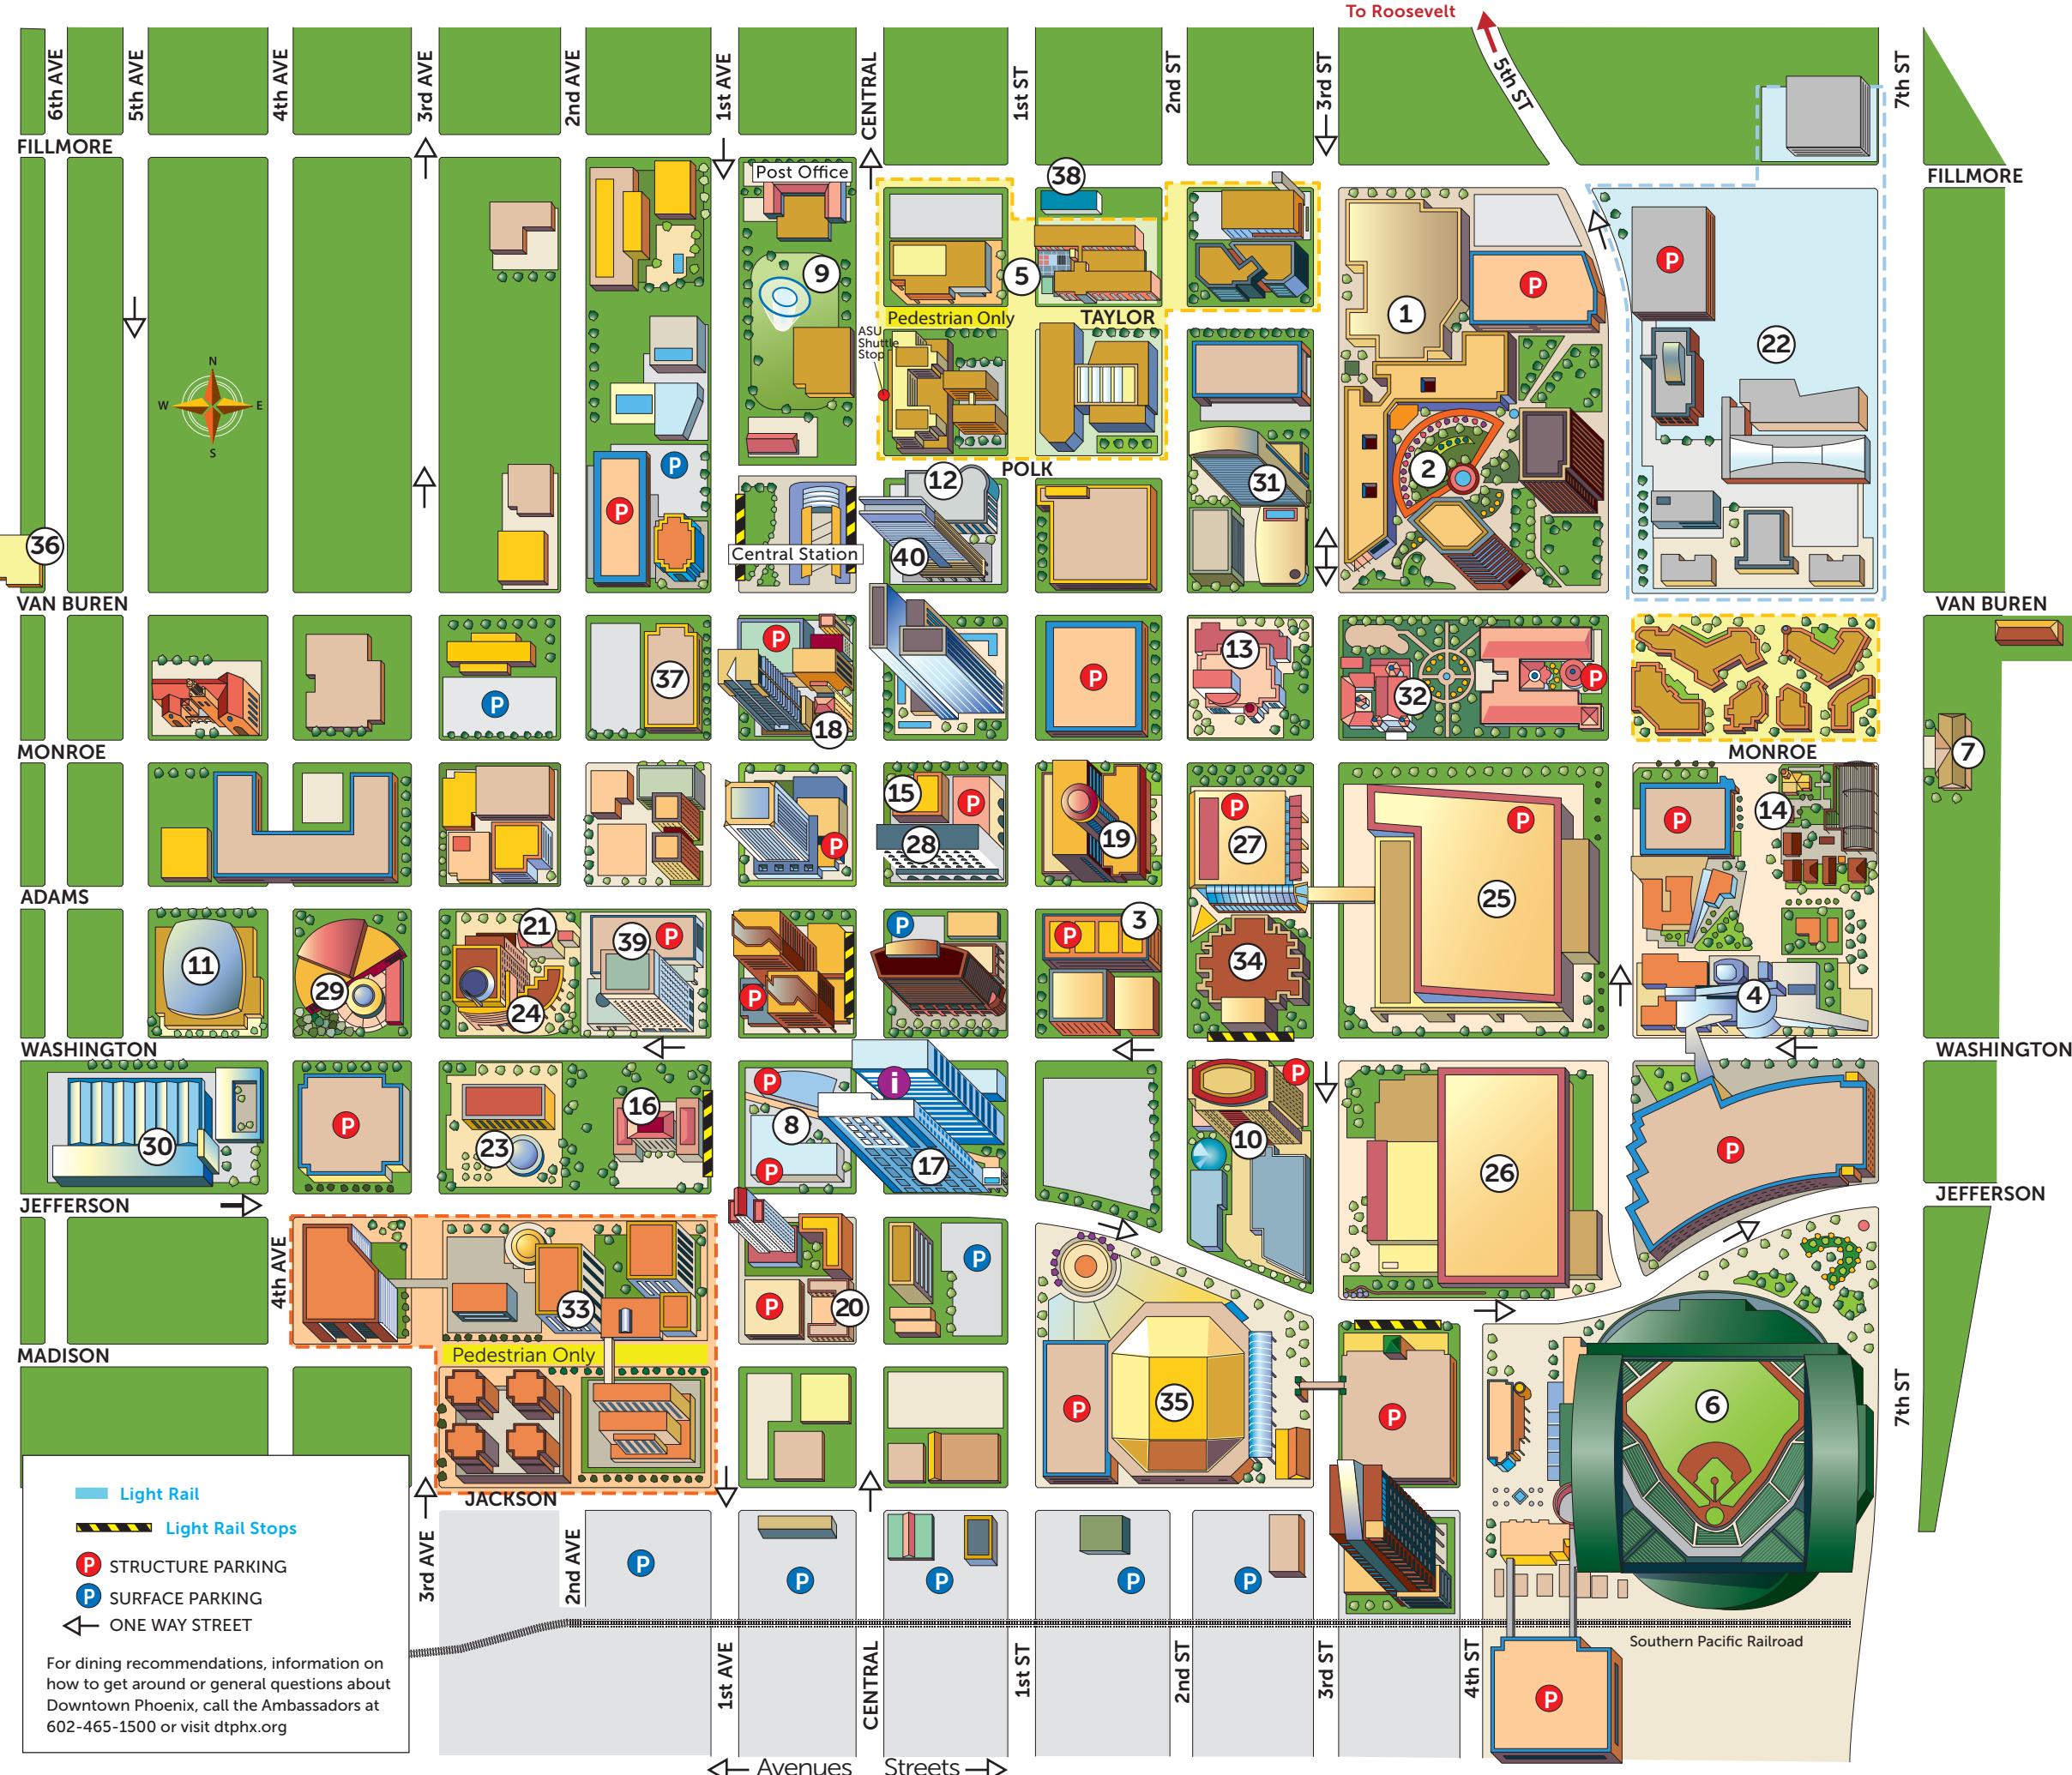 To Roosevelt
6th AVE
5th AVE
4th AVE
3rd AVE
2nd AVE
1st AVE
CENTRAL
1st ST
2nd ST
3rd ST
5th ST
7th ST
FILLMORE
FILLMORE
Post Office
38
9
5
1
P
P
22
Pedestrian Only
TAYLOR
ASU
Shuttle
Stop
N
W
E
S
P
P
12
POLK
31
2
36
Central Station
40
VAN BUREN
VAN BUREN
P
37
P
18
P
13
32
P
MONROE
MONROE
7
15
P
28
P
19
P
27
P
25
P
14
ADAMS
11
29
21
24
39
P
P
P
P
3
34
4
WASHINGTON
WASHINGTON
30
P
23
16
P
8
P
i
17
P
10
26
P
JEFFERSON
JEFFERSON
4th AVE
33
P
20
P
MADISON
Pedestrian Only
P
35
P
6
7th ST
JACKSON
Light Rail
Light Rail Stops
P STRUCTURE PARKING
P SURFACE PARKING
ONE WAY STREET
For dining recommendations, information on
how to get around or general questions about
Downtown Phoenix, call the Ambassadors at
602-465-1500 or visit dtphx.org
3rd AVE
2nd AVE
P
P
P
P
P
Southern Pacific Railroad
1st AVE
CENTRAL
1st ST
2nd ST
3rd ST
4th ST
P
Avenues
Streets